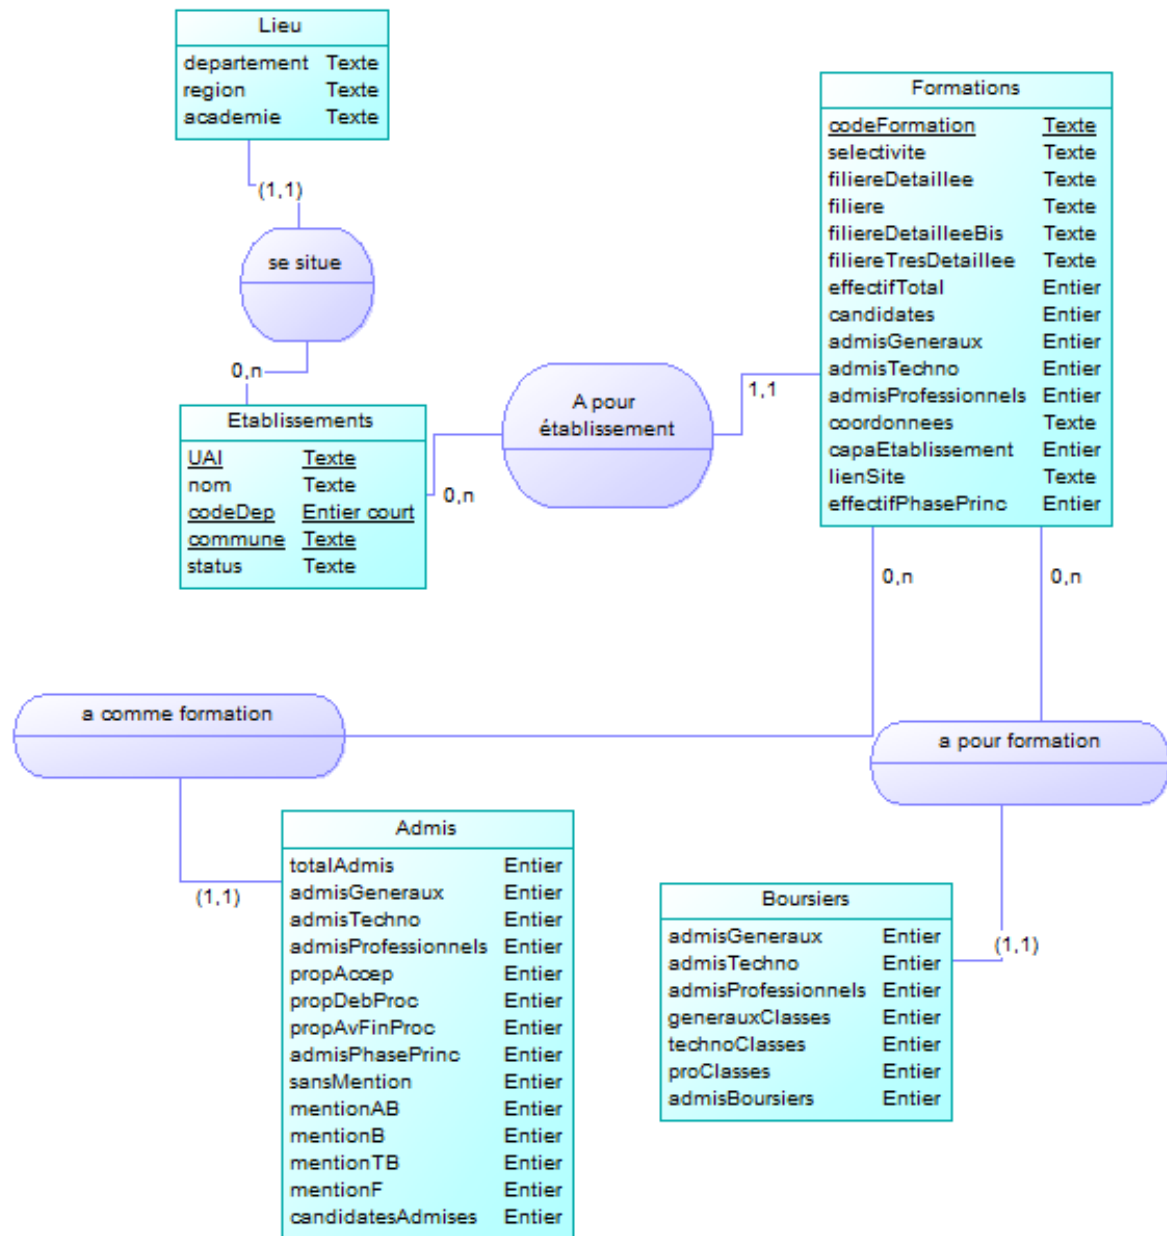 Lieu
departement Texte
region Texte
academie Texte
(1,1)
se situe
0,n
Etablissements
UAI Texte
nom Texte
codeDep Entier court
commune Texte
status Texte
0,n
A pour
établissement
1,1
Formations
codeFormation Texte
selectivite Texte
filiereDetaillee Texte
filiere Texte
filiereDetailleeBis Texte
filiereTresDetaillee Texte
effectifTotal Entier
candidates Entier
admisGeneraux Entier
admisTechno Entier
admisProfessionnels Entier
coordonnees Texte
capaEtablissement Entier
lienSite Texte
effectifPhasePrinc Entier
0,n
0,n
a comme formation
a pour formation
(1,1)
Admis
totalAdmis Entier
admisGeneraux Entier
admisTechno Entier
admisProfessionnels Entier
propAccep Entier
propDebProc Entier
propAvFinProc Entier
admisPhasePrinc Entier
sansMention Entier
mentionAB Entier
mentionB Entier
mentionTB Entier
mentionF Entier
candidatesAdmises Entier
Boursiers
admisGeneraux Entier
admisTechno Entier
admisProfessionnels Entier
generauxClasses Entier
technoClasses Entier
proClasses Entier
admisBoursiers Entier
(1,1)